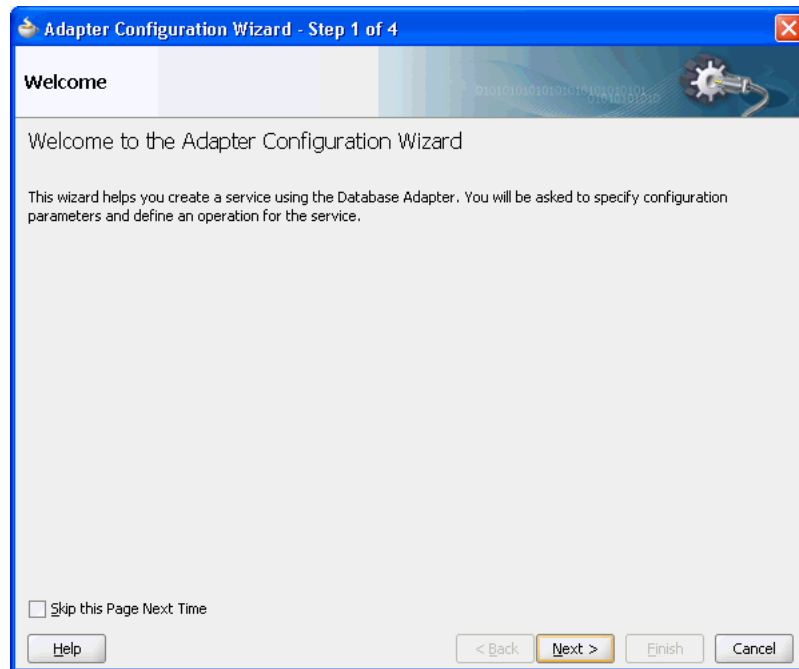 Adapter Configuration Wizard - Step 1 of 4
Welcome
Welcome to the Adapter Configuration Wizard
This wizard helps you create a service using the Database Adapter. You will be asked to specify configuration
parameters and define an operation for the service.
Skip this Page Next Time
Help
< Back
Next >
Finish
Cancel